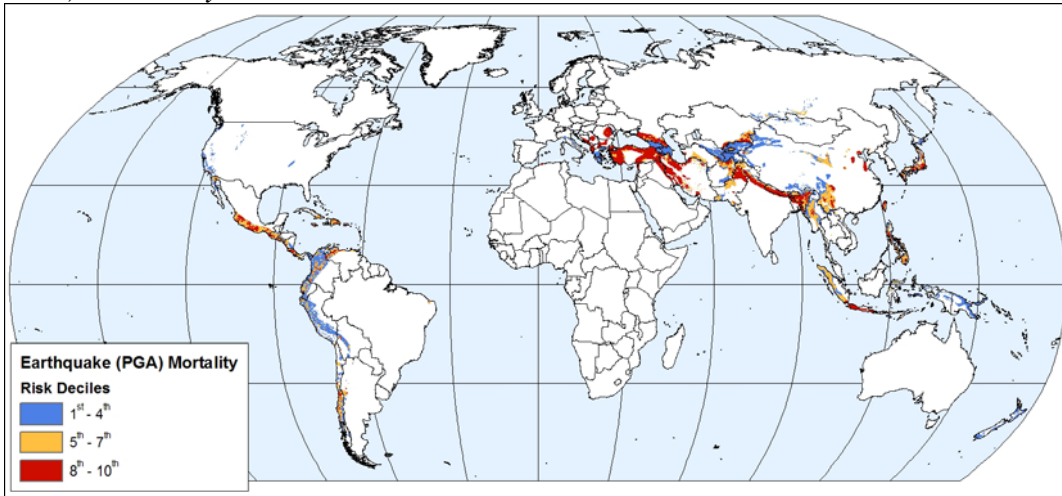 Earthquake (PGA) Mortality
Risk Deciles
1st - 4th
5th - 7th
8th - 10th